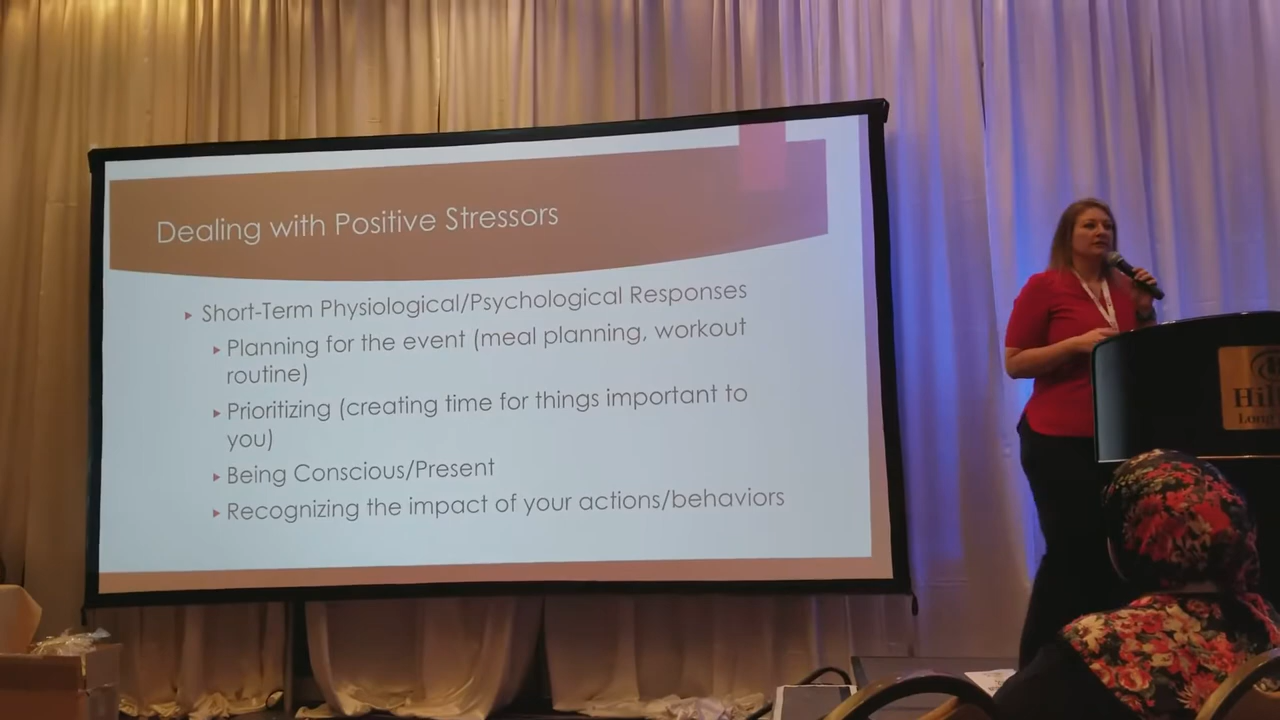 Dealing with Positive Stressors
Short-Term Physiological/Psychological Responses
Planning for the event (meal planning, workout
routine)
Prioritizing (creating time for things important to
you)
Being Conscious/Present
Recognizing the impact of your actions/behaviors